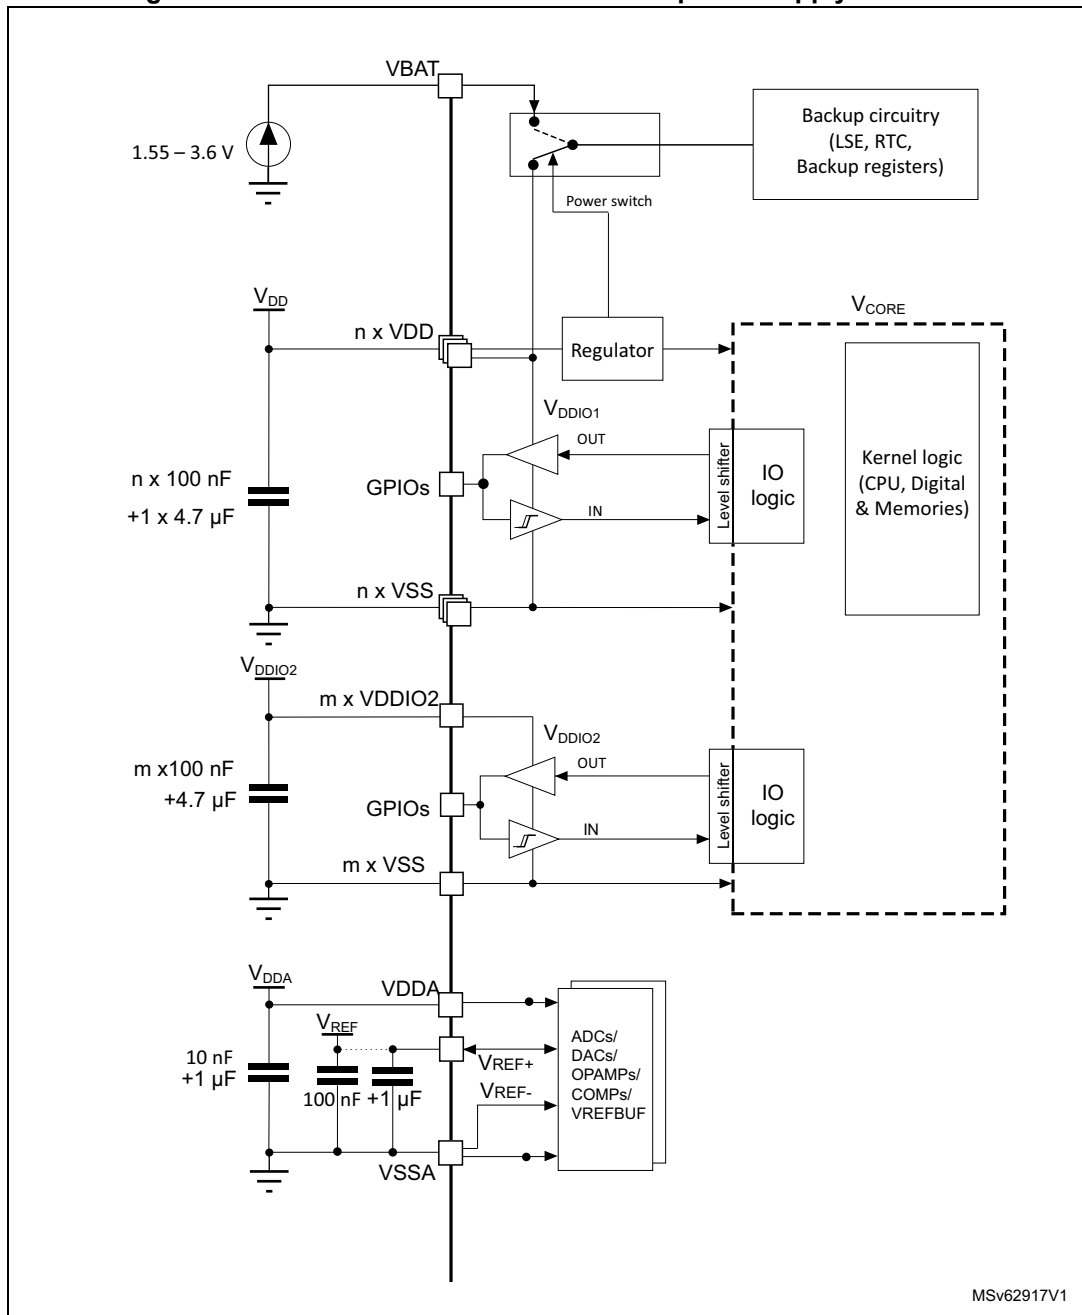 VBAT
Backup circuitry
(LSE, RTC,
Backup registers)
1.55 – 3.6 V
Power switch
VDD
VCORE
n x VDD
Regulator
VDDIO1
OUT
Level shifter
IO
logic
Kernel logic
(CPU, Digital
& Memories)
n x 100 nF
+1 x 4.7 µF
GPIOs
IN
n x VSS
VDDIO2
m x VDDIO2
VDDIO2
OUT
Level shifter
IO
logic
m x100 nF
+4.7 µF
GPIOs
IN
m x VSS
VDDA
VDDA
VREF
10 nF
+1 µF
100 nF
+1 µF
VREF+
VREF-
ADCs/
DACs/
OPAMPs/
COMPs/
VREFBUF
VSSA
MSv62917V1